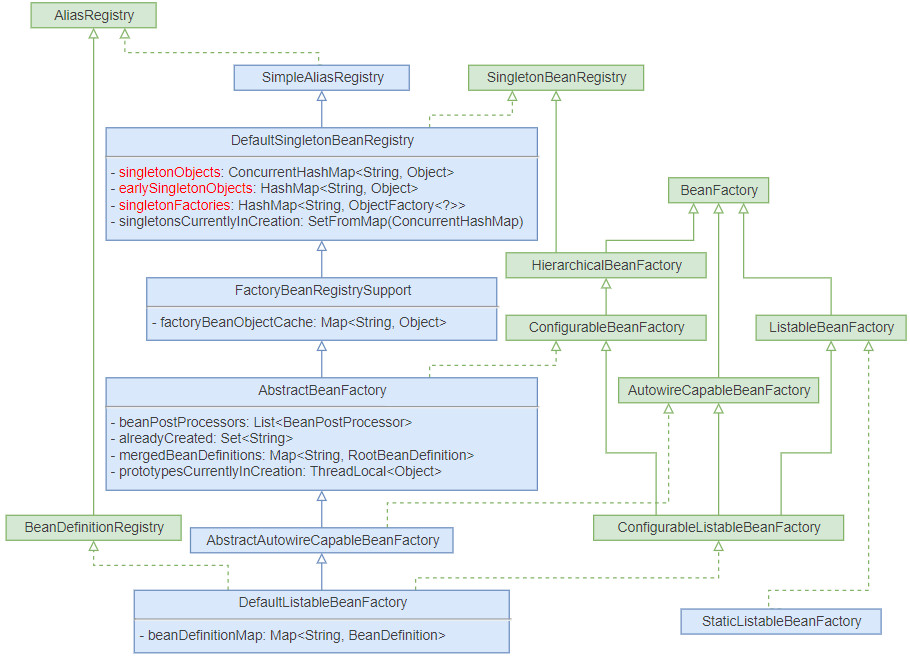 AliasRegistry
SimpleAliasRegistry
SingletonBeanRegistry
DefaultSingletonBeanRegistry
- singletonObjects: ConcurrentHashMap<String, Object>
- earlySingletonObjects: HashMap<String, Object>
- singletonFactories: HashMap<String, ObjectFactory<?>>
- singletonsCurrentlyInCreation: SetFromMap(ConcurrentHashMap)
BeanFactory
HierarchicalBeanFactory
FactoryBeanRegistrySupport
- factoryBeanObjectCache: Map<String, Object>
ConfigurableBeanFactory
ListableBeanFactory
AbstractBeanFactory
- beanPostProcessors: List<BeanPostProcessor>
- alreadyCreated: Set<String>
- mergedBeanDefinitions: Map<String, RootBeanDefinition>
- prototypesCurrentlyInCreation: ThreadLocal<Object>
AutowireCapableBeanFactory
BeanDefinitionRegistry
AbstractAutowireCapableBeanFactory
ConfigurableListableBeanFactory
DefaultListableBeanFactory
- beanDefinitionMap: Map<String, BeanDefinition>
StaticListableBeanFactory